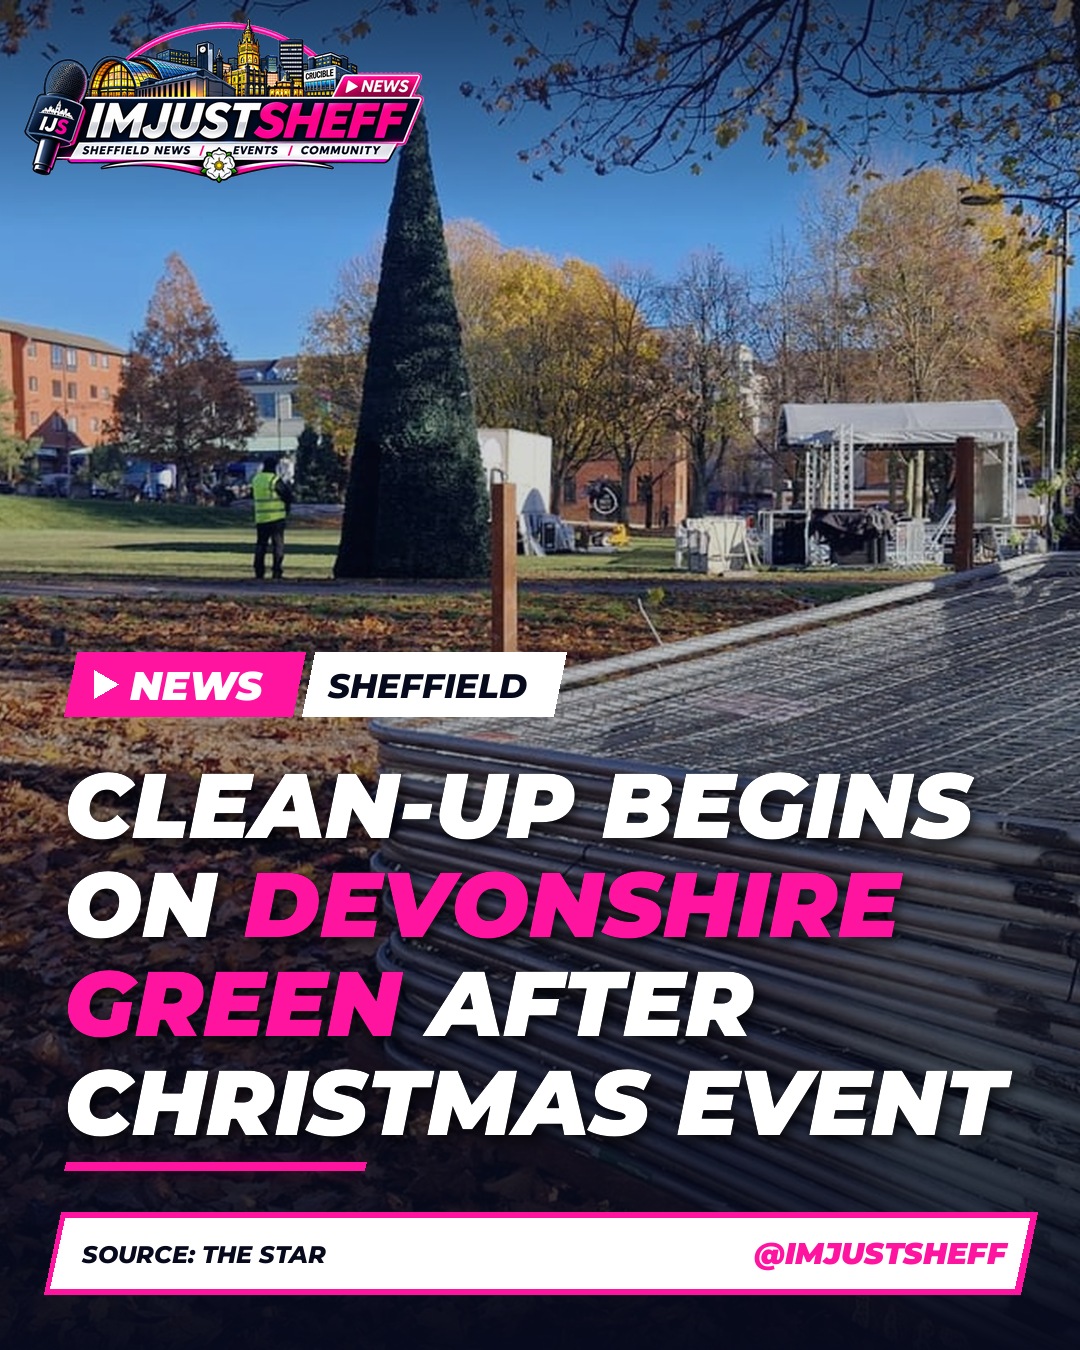 CRUCIBLE
NEWS
IJS
IMJUSTSHEFF
SHEFFIELD NEWS / EVENTS / COMMUNITY
NEWS
SHEFFIELD
CLEAN-UP BEGINS
ON DEVONSHIRE
GREEN AFTER
CHRISTMAS EVENT
SOURCE: THE STAR
@IMJUSTSHEFF